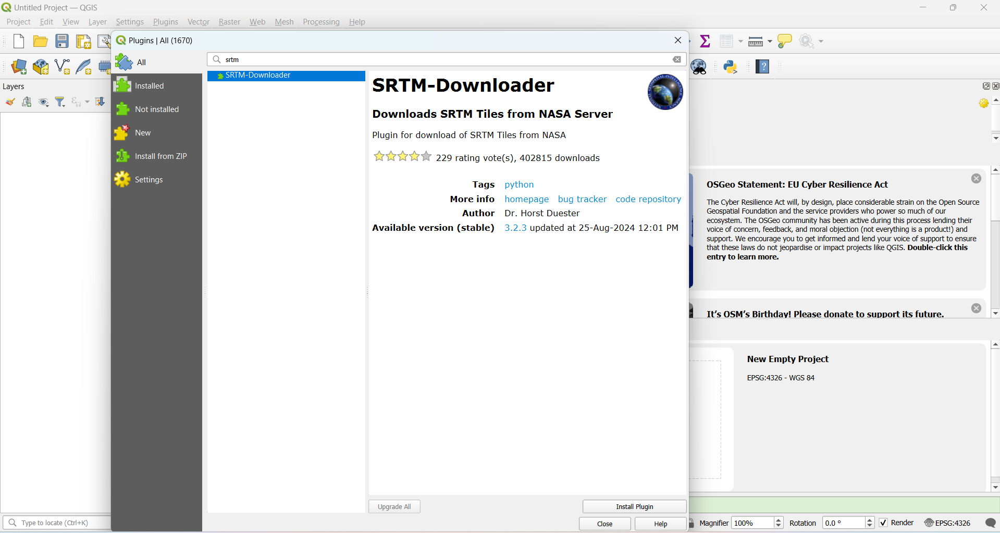 Untitled Project — QGIS
Project Edit View Layer Settings Plugins Vector Raster Web Mesh Processing Help
Plugins | All (1670)
All
srtm
Installed
Not installed
New
Install from ZIP
Settings
SRTM-Downloader
SRTM-Downloader
Downloads SRTM Tiles from NASA Server
Plugin for download of SRTM Tiles from NASA
229 rating vote(s), 402815 downloads
Tags python
More info homepage bug tracker code repository
Author Dr. Horst Duester
Available version (stable) 3.2.3 updated at 25-Aug-2024 12:01 PM
Upgrade All
Install Plugin
Close
Help
Layers
OSGeo Statement: EU Cyber Resilience Act
The Cyber Resilience Act will, by design, place considerable strain on the Open Source
Geospatial Foundation and the service providers who power so much of our
ecosystem. The OSGeo community has been active during this process lending their
voice of concern, feedback, and moral objection (not everything is a product!) and
support. We encourage you to get informed and lend your voice of support to ensure
that these laws do not jeopardise or impact projects like QGIS. Double-click this
entry to learn more.
It's OSM's Birthday! Please donate to support its future.
New Empty Project
EPSG:4326 - WGS 84
Type to locate (Ctrl+K)
Magnifier 100% Rotation 0.0 ° Render EPSG:4326